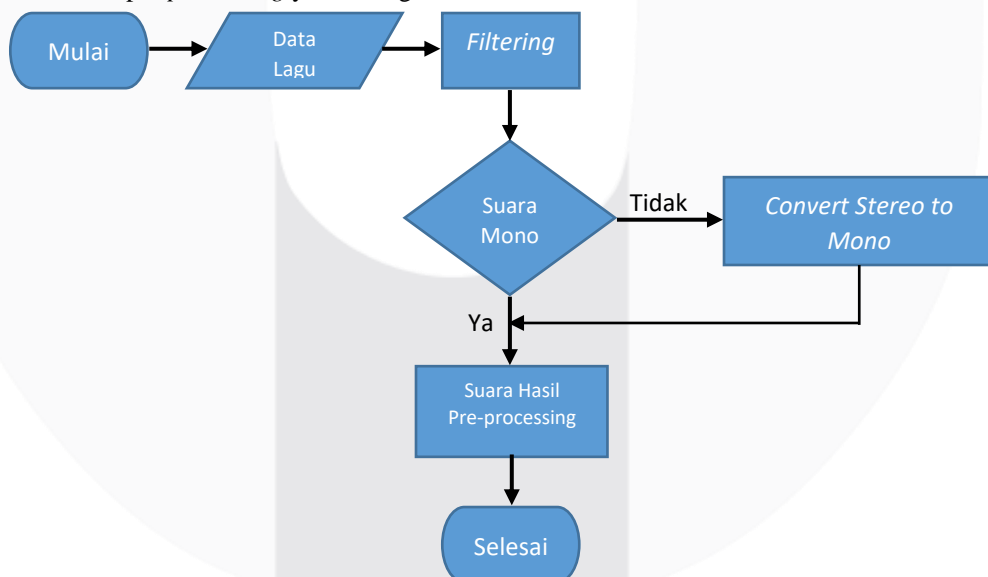 Mulai
Data
Lagu
Filtering
Suara
Mono
Tidak
Convert Stereo to
Mono
Ya
Suara Hasil
Pre-processing
Selesai